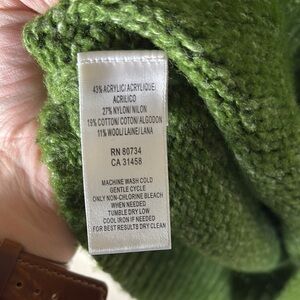 43% ACRYLIC/ ACRYLIQUE/
ACRILICO
27% NYLON/ NILON
19% COTTON/ COTON/ ALGODON
11% WOOL/ LAINE/ LANA
RN 80734
CA 31458
MACHINE WASH COLD
GENTLE CYCLE
ONLY NON-CHLORINE BLEACH
WHEN NEEDED
TUMBLE DRY LOW
COOL IRON IF NEEDED
FOR BEST RESULTS DRY CLEAN